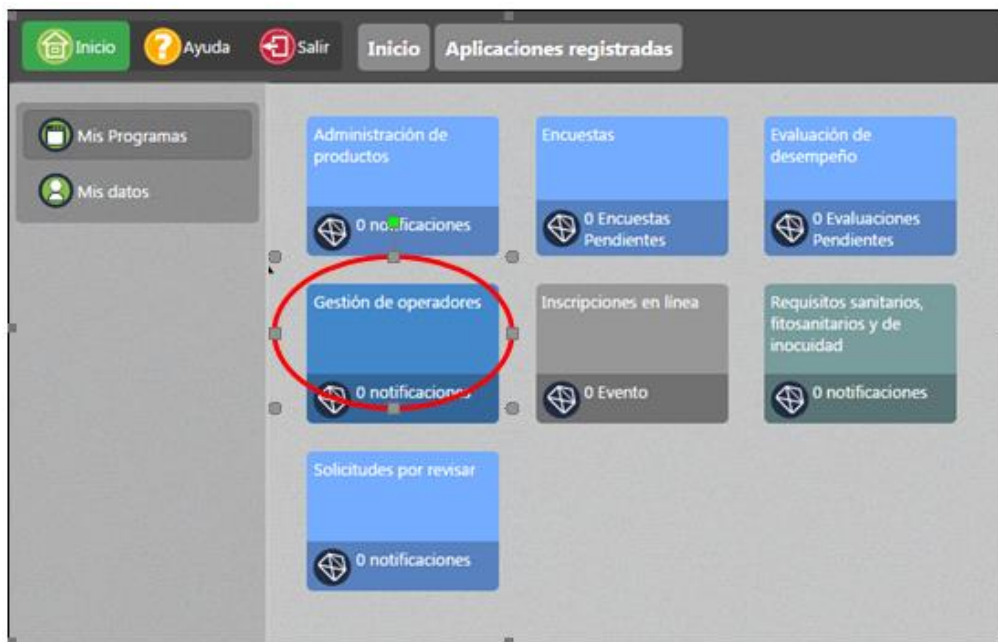 Inicio
Ayuda
Salir
Inicio
Aplicaciones registradas
Mis Programas
Mis datos
Administración de
productos
0 notificaciones
Encuestas
0 Encuestas
Pendientes
Evaluación de
desempeño
0 Evaluaciones
Pendientes
Gestión de operadores
0 notificaciones
Inscripciones en línea
0 Evento
Requisitos sanitarios,
fitosanitarios y de
inocuidad
0 notificaciones
Solicitudes por revisar
0 notificaciones